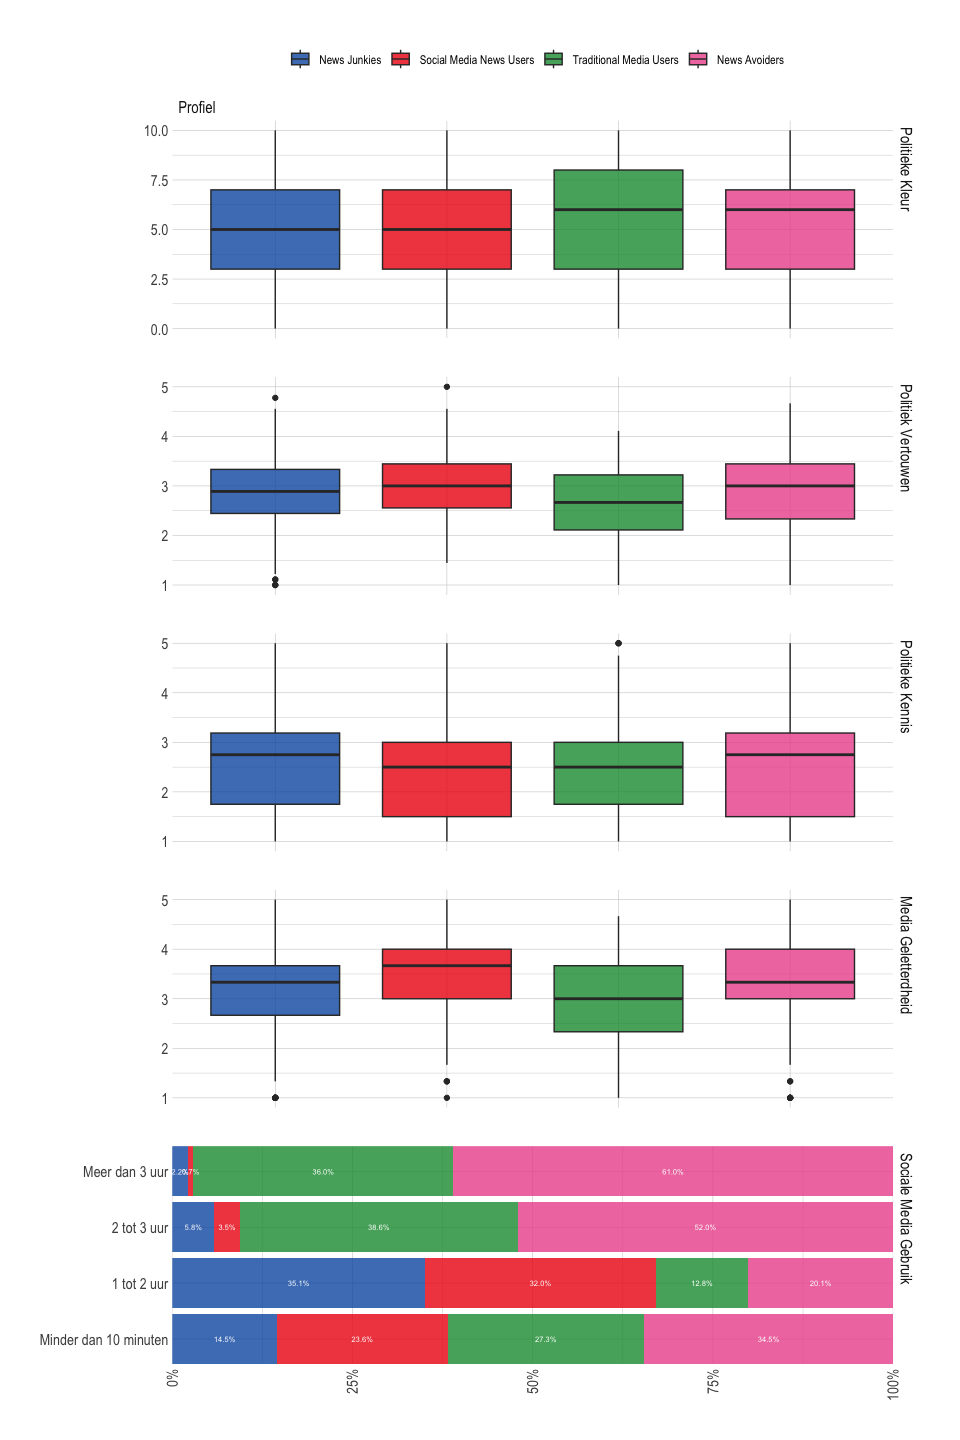 News Junkies Social Media News Users Traditional Media Users News Avoiders
Profiel
10.0
7.5
5.0
2.5
0.0
Politieke Kleur
5
4
3
2
1
Politiek Vertouwen
5
4
3
2
1
Politieke Kennis
5
4
3
2
1
Media Geletterdheid
Meer dan 3 uur 2.2% 0.7% 36.0% 61.0%
2 tot 3 uur 5.8% 3.5% 38.6% 52.0%
1 tot 2 uur 35.1% 32.0% 12.8% 20.1%
Minder dan 10 minuten 14.5% 23.6% 27.3% 34.5%
Sociale Media Gebruik
0% 25% 50% 75% 100%